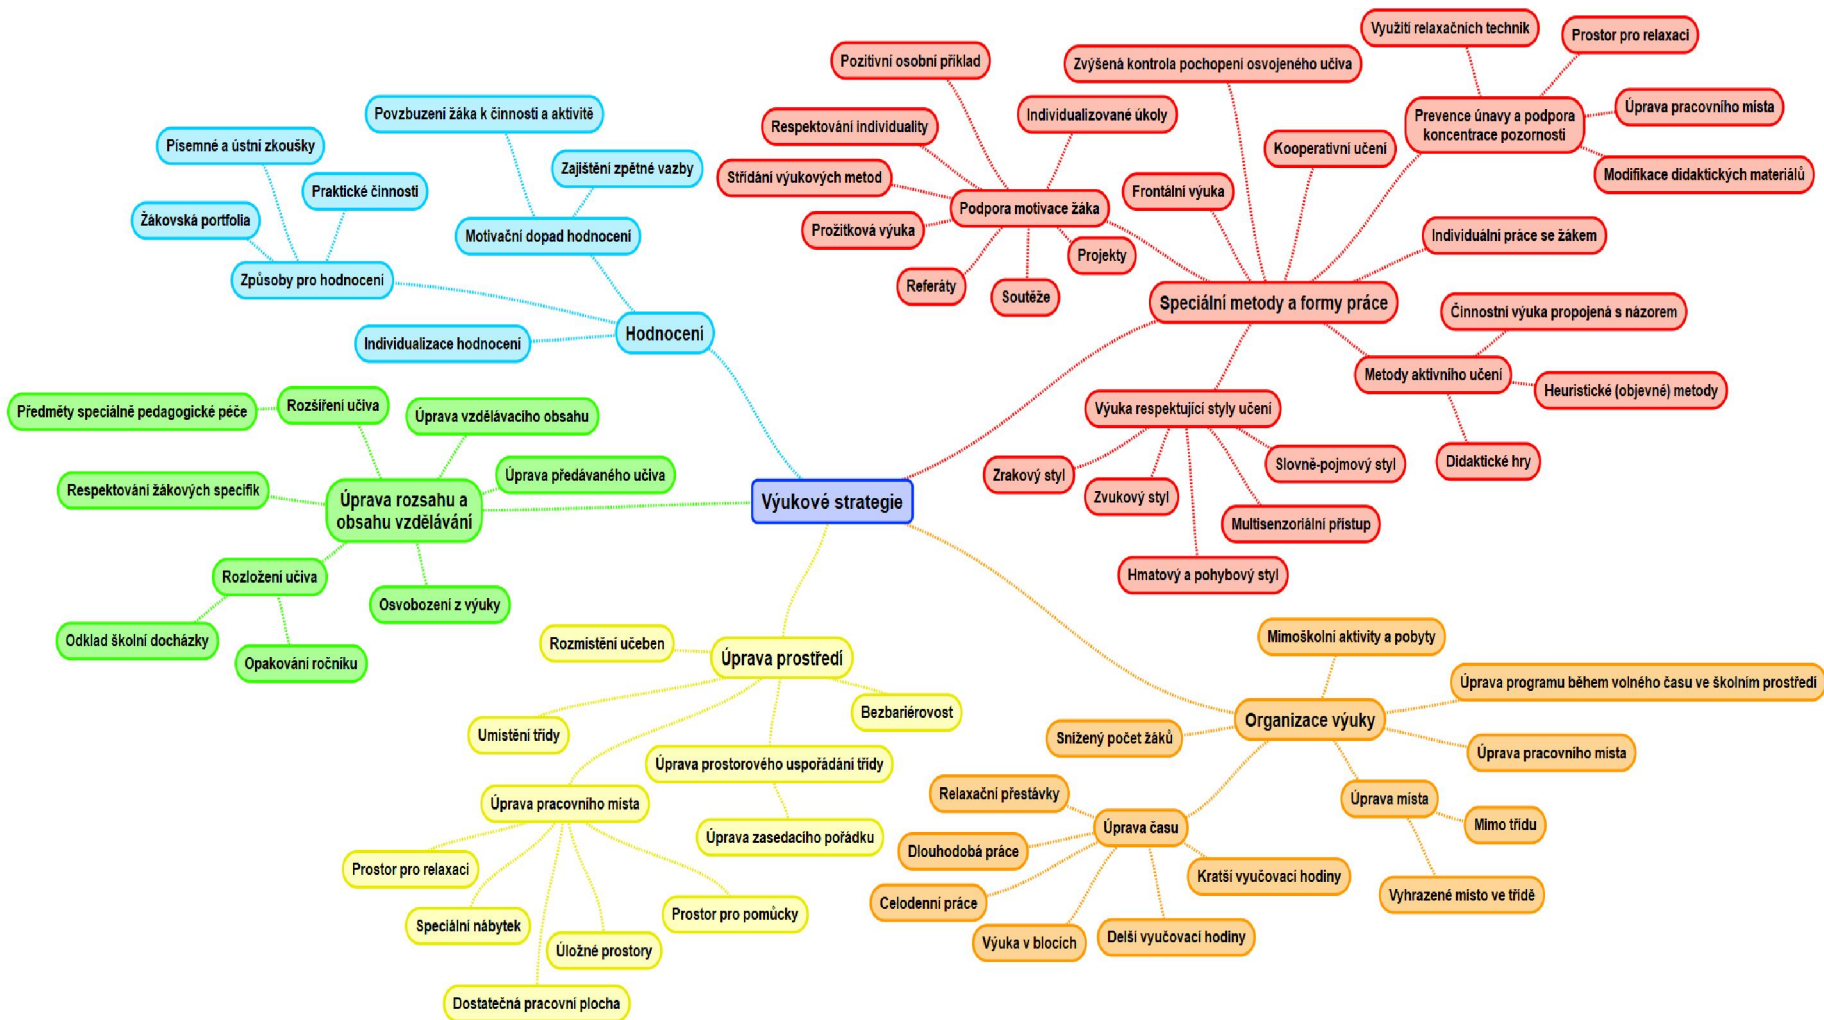 Výukové strategie
Hodnocení
Motivační dopad hodnocení
Povzbuzení žáka k činnosti a aktivitě
Zajištění zpětné vazby
Způsoby pro hodnocení
Písemné a ústní zkoušky
Praktické činnosti
Žákovská portfolia
Individualizace hodnocení
Úprava rozsahu a
obsahu vzdělávání
Rozšíření učiva
Předměty speciálně pedagogické péče
Úprava vzdělávacího obsahu
Úprava předávaného učiva
Respektování žákových specifik
Rozložení učiva
Odklad školní docházky
Opakování ročníku
Osvobození z výuky
Úprava prostředí
Rozmístění učeben
Umístění třídy
Bezbariérovost
Úprava prostorového uspořádání třídy
Úprava zasedacího pořádku
Úprava pracovního místa
Prostor pro relaxaci
Speciální nábytek
Dostatečná pracovní plocha
Úložné prostory
Prostor pro pomůcky
Speciální metody a formy práce
Podpora motivace žáka
Pozitivní osobní příklad
Respektování individuality
Střídání výukových metod
Prožitková výuka
Referáty
Soutěže
Projekty
Individualizované úkoly
Frontální výuka
Zvýšená kontrola pochopení osvojeného učiva
Kooperativní učení
Prevence únavy a podpora
koncentrace pozornosti
Využití relaxačních technik
Prostor pro relaxaci
Úprava pracovního místa
Modifikace didaktických materiálů
Individuální práce se žákem
Metody aktivního učení
Činnostní výuka propojená s názorem
Heuristické (objevné) metody
Didaktické hry
Výuka respektující styly učení
Zrakový styl
Zvukový styl
Hmatový a pohybový styl
Multisenzoriální přístup
Slovně-pojmový styl
Organizace výuky
Mimoškolní aktivity a pobyty
Úprava programu během volného času ve školním prostředí
Úprava pracovního místa
Snížený počet žáků
Úprava místa
Mimo třídu
Vyhrazené místo ve třídě
Úprava času
Relaxační přestávky
Dlouhodobá práce
Celodenní práce
Výuka v blocích
Delší vyučovací hodiny
Kratší vyučovací hodiny